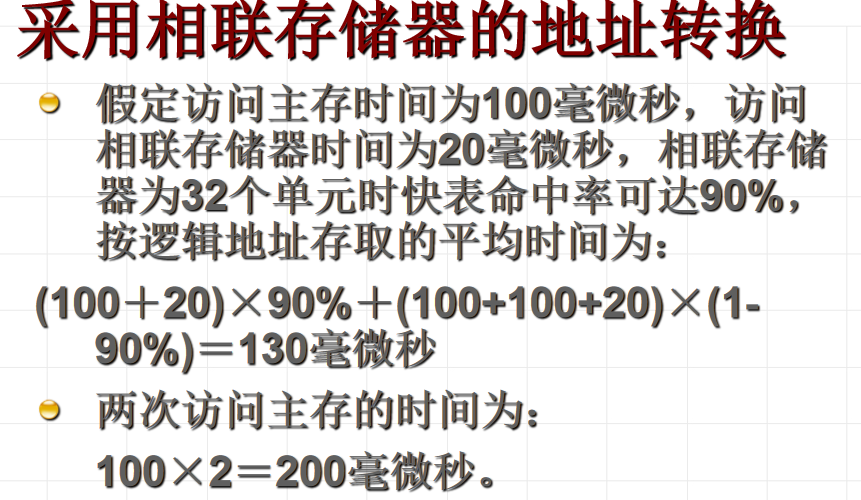 采用相联存储器的地址转换
假定访问主存时间为100毫微秒，访问
相联存储器时间为20毫微秒，相联存储
器为32个单元时快表命中率可达90%，
按逻辑地址存取的平均时间为：
(100＋20)×90%＋(100+100+20)×(1-
90%)＝130毫微秒
两次访问主存的时间为：
100×2＝200毫微秒。